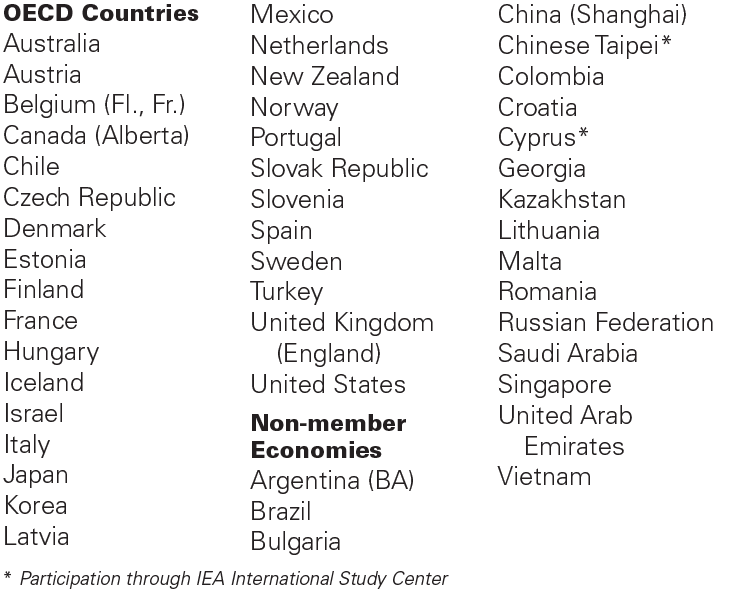 OECD Countries
Australia
Austria
Belgium (Fl., Fr.)
Canada (Alberta)
Chile
Czech Republic
Denmark
Estonia
Finland
France
Hungary
Iceland
Israel
Italy
Japan
Korea
Latvia
Mexico
Netherlands
New Zealand
Norway
Portugal
Slovak Republic
Slovenia
Spain
Sweden
Turkey
United Kingdom
(England)
United States
Non-member
Economies
Argentina (BA)
Brazil
Bulgaria
China (Shanghai)
Chinese Taipei*
Colombia
Croatia
Cyprus*
Georgia
Kazakhstan
Lithuania
Malta
Romania
Russian Federation
Saudi Arabia
Singapore
United Arab
Emirates
Vietnam
* Participation through IEA International Study Center